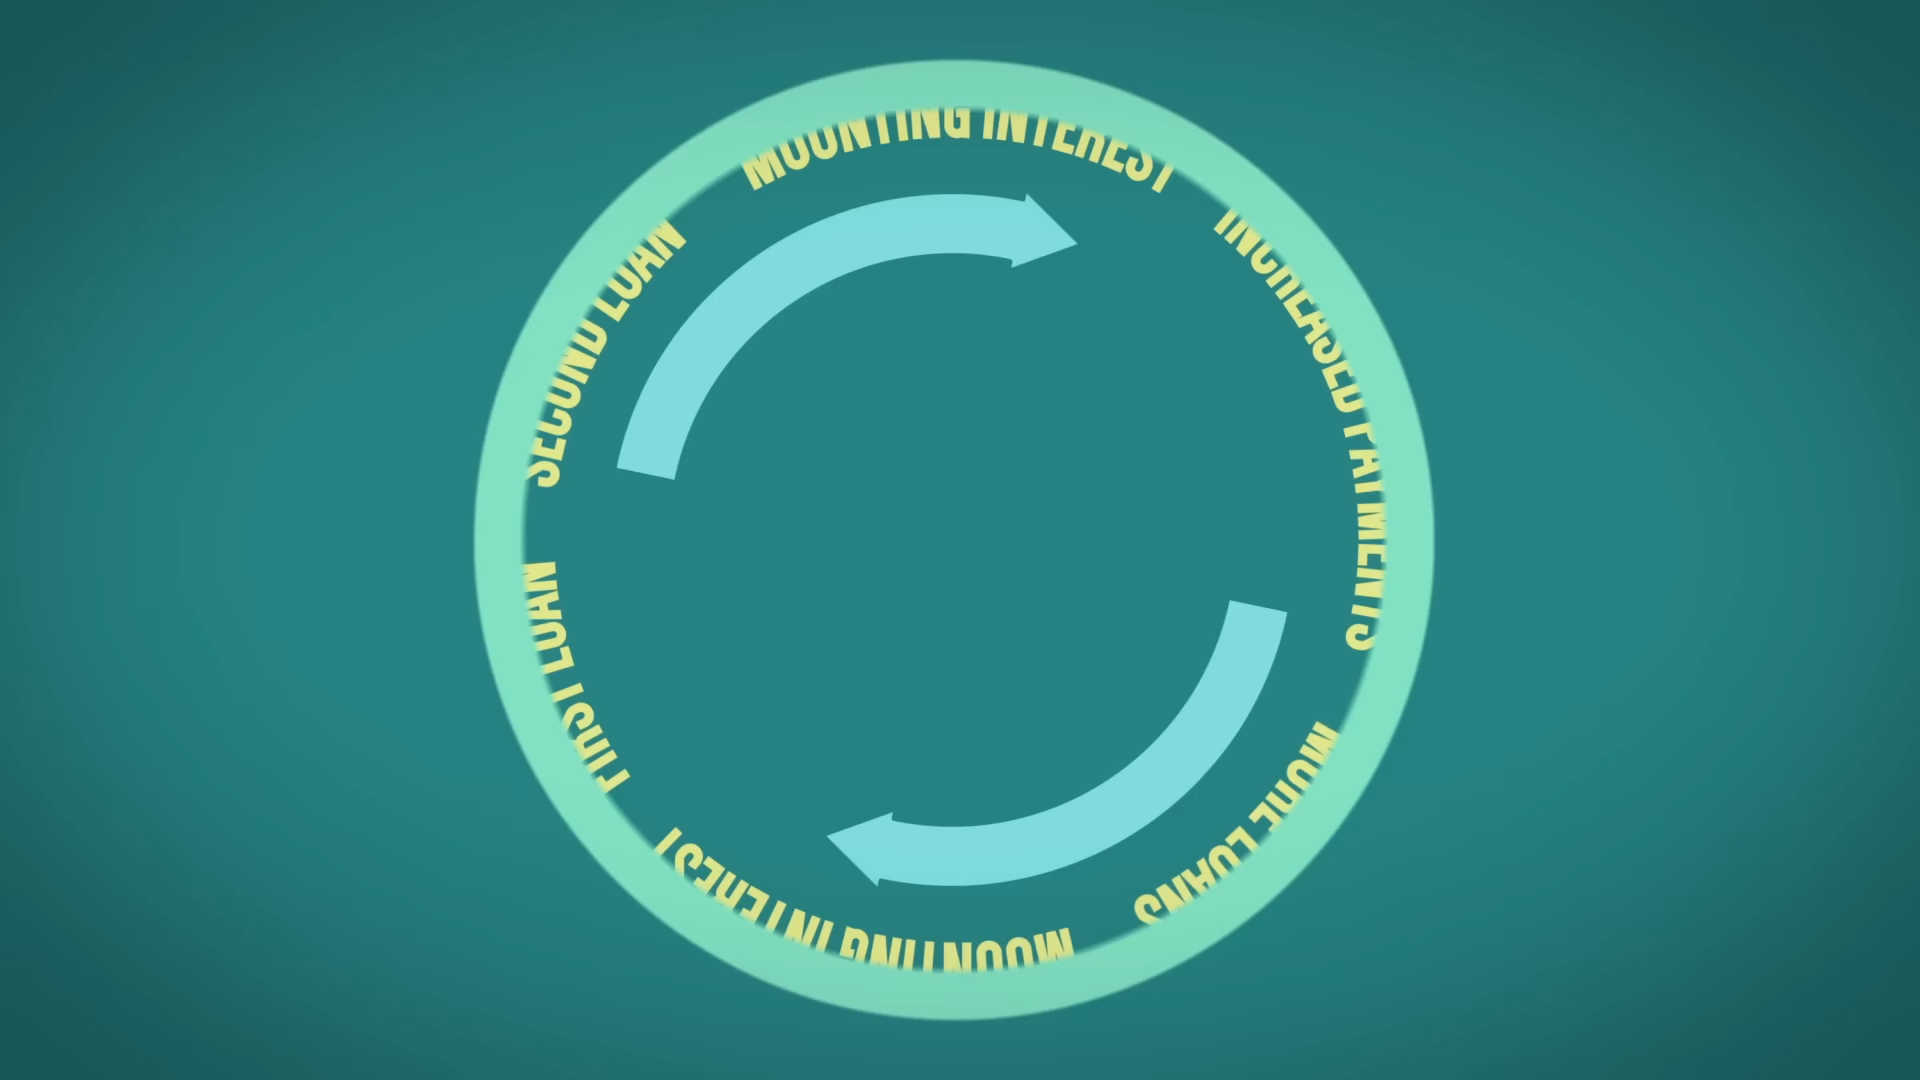 FIRST LOAN
SECOND LOAN
MOUNTING INTEREST
INCREASED PAYMENTS
MORE LOANS
MOUNTING INTEREST